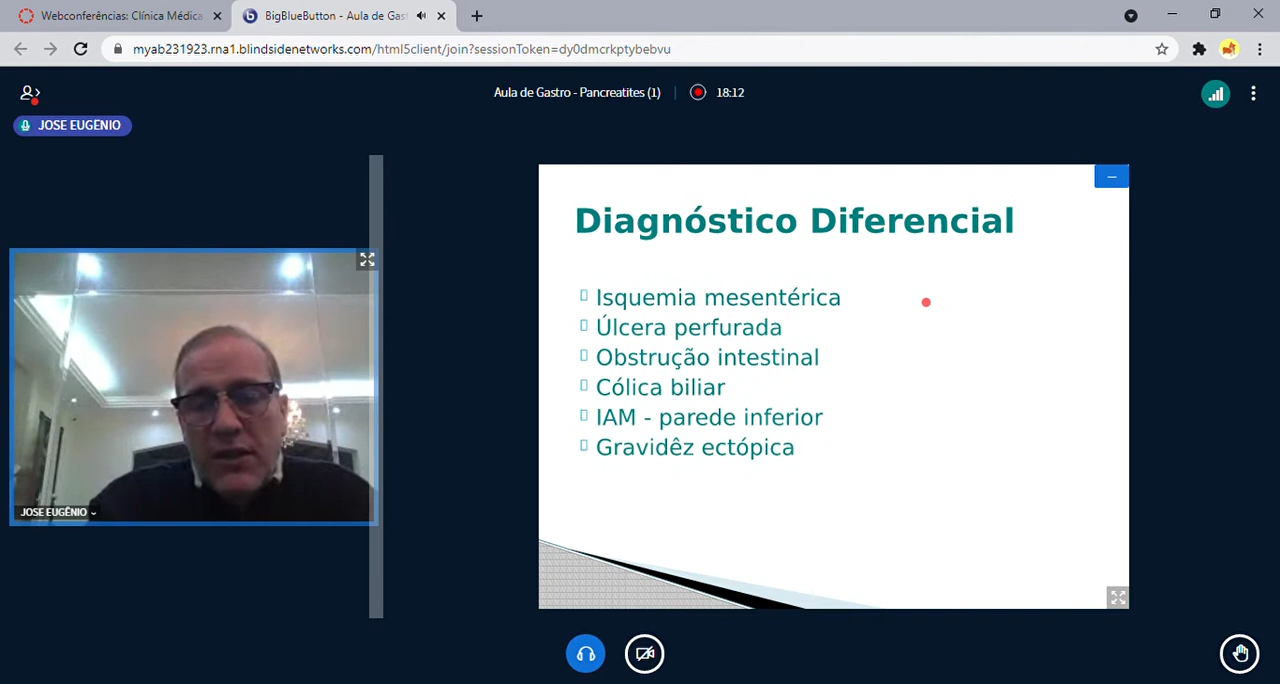 Webconferências: Clínica Médica
BigBlueButton - Aula de Gas
myab231923.rna1.blindsidenetworks.com/html5client/join?sessionToken=dy0dmcrkptybebvu
Aula de Gastro - Pancreatites (1)
18:12
JOSE EUGÊNIO
Diagnóstico Diferencial
Isquemia mesentérica
Úlcera perfurada
Obstrução intestinal
Cólica biliar
IAM - parede inferior
Gravidêz ectópica
JOSE EUGÊNIO